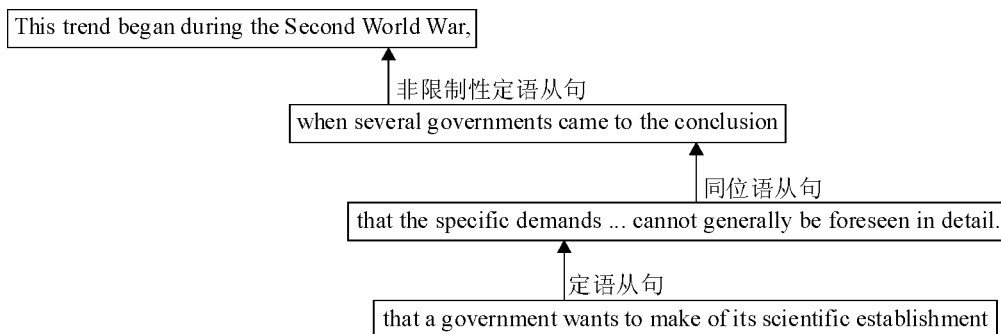 This trend began during the Second World War,
非限制性定语从句
when several governments came to the conclusion
同位语从句
that the specific demands ... cannot generally be foreseen in detail.
定语从句
that a government wants to make of its scientific establishment